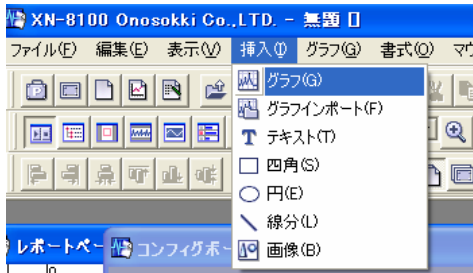 XN-8100 Onosokki Co.,LTD. - 無題
ファイル(F) 編集(E) 表示(V) 挿入(I) グラフ(G) 書式(O) マウ
グラフ(G)
グラフインポート(F)
テキスト(T)
四角(S)
円(E)
線分(L)
画像(B)
レポートペー コンフィグボー